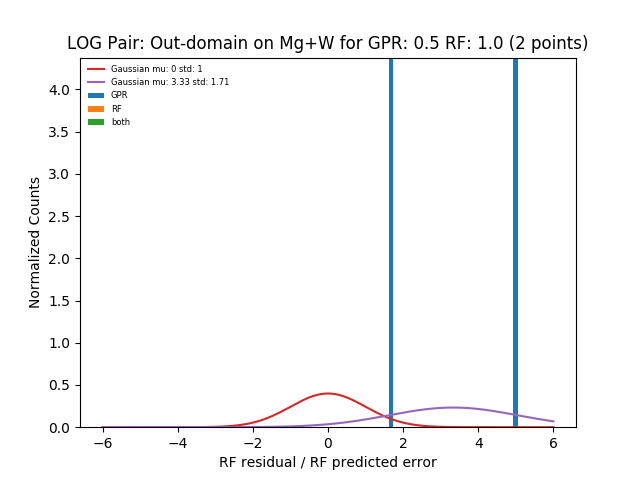 LOG Pair: Out-domain on Mg+W for GPR: 0.5 RF: 1.0 (2 points)
Gaussian mu: 0 std: 1
Gaussian mu: 3.33 std: 1.71
GPR
RF
both
4.0
3.5
3.0
2.5
2.0
1.5
1.0
0.5
0.0
Normalized Counts
−6 −4 −2 0 2 4 6
RF residual / RF predicted error